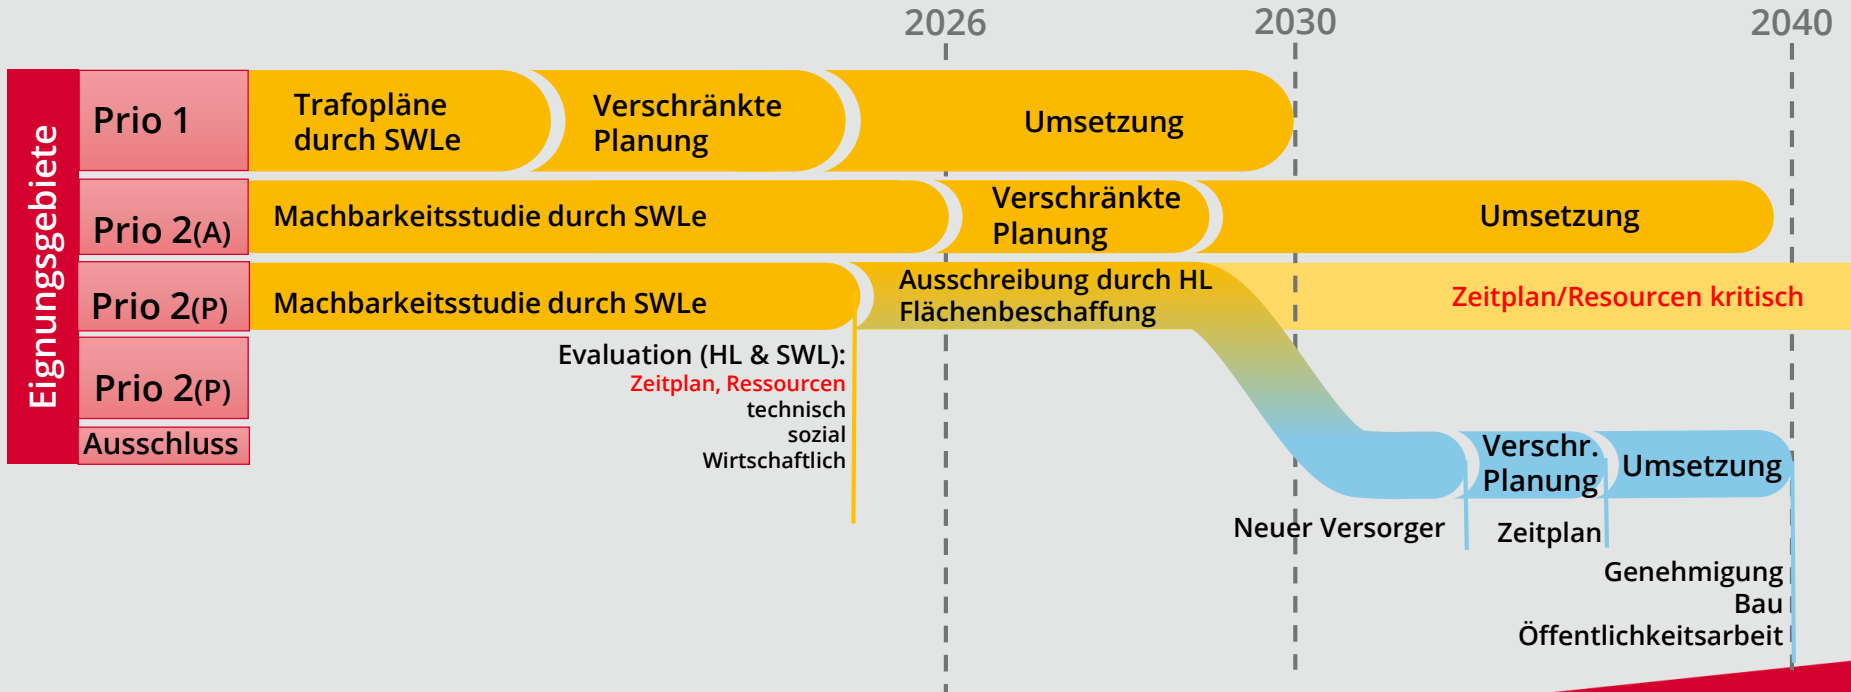 2026
2030
2040
Eignungsgebiete
Prio 1
Trafopläne
durch SWLe
Verschränkte
Planung
Umsetzung
Prio 2(A)
Machbarkeitsstudie durch SWLe
Verschränkte
Planung
Umsetzung
Prio 2(P)
Machbarkeitsstudie durch SWLe
Ausschreibung durch HL
Flächenbeschaffung
Zeitplan/Resourcen kritisch
Prio 2(P)
Ausschluss
Evaluation (HL & SWL):
Zeitplan, Ressourcen
technisch
sozial
Wirtschaftlich
Verschr.
Planung
Umsetzung
Neuer Versorger
Zeitplan
Genehmigung
Bau
Öffentlichkeitsarbeit